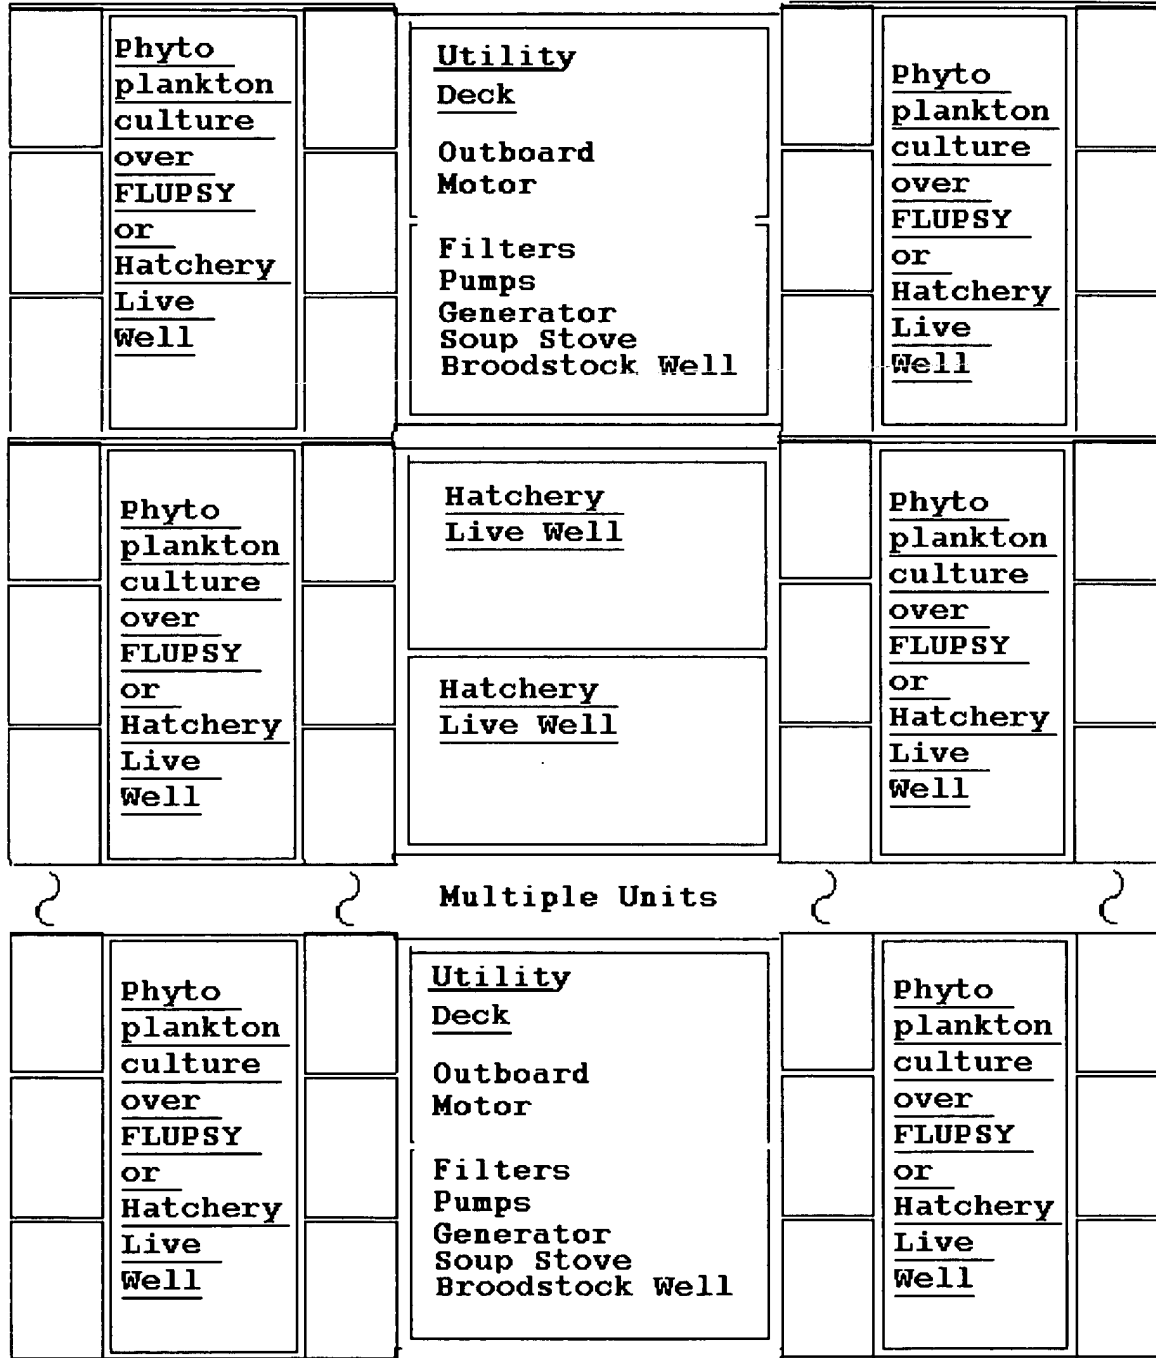 Phyto
plankton
culture
over
FLUPSY
or
Hatchery
Live
Well
Utility
Deck
Outboard
Motor
Filters
Pumps
Generator
Soup Stove
Broodstock Well
Phyto
plankton
culture
over
FLUPSY
or
Hatchery
Live
Well
Phyto
plankton
culture
over
FLUPSY
or
Hatchery
Live
Well
Hatchery
Live Well
Hatchery
Live Well
Phyto
plankton
culture
over
FLUPSY
or
Hatchery
Live
Well
Multiple Units
Phyto
plankton
culture
over
FLUPSY
or
Hatchery
Live
Well
Utility
Deck
Outboard
Motor
Filters
Pumps
Generator
Soup Stove
Broodstock Well
Phyto
plankton
culture
over
FLUPSY
or
Hatchery
Live
Well